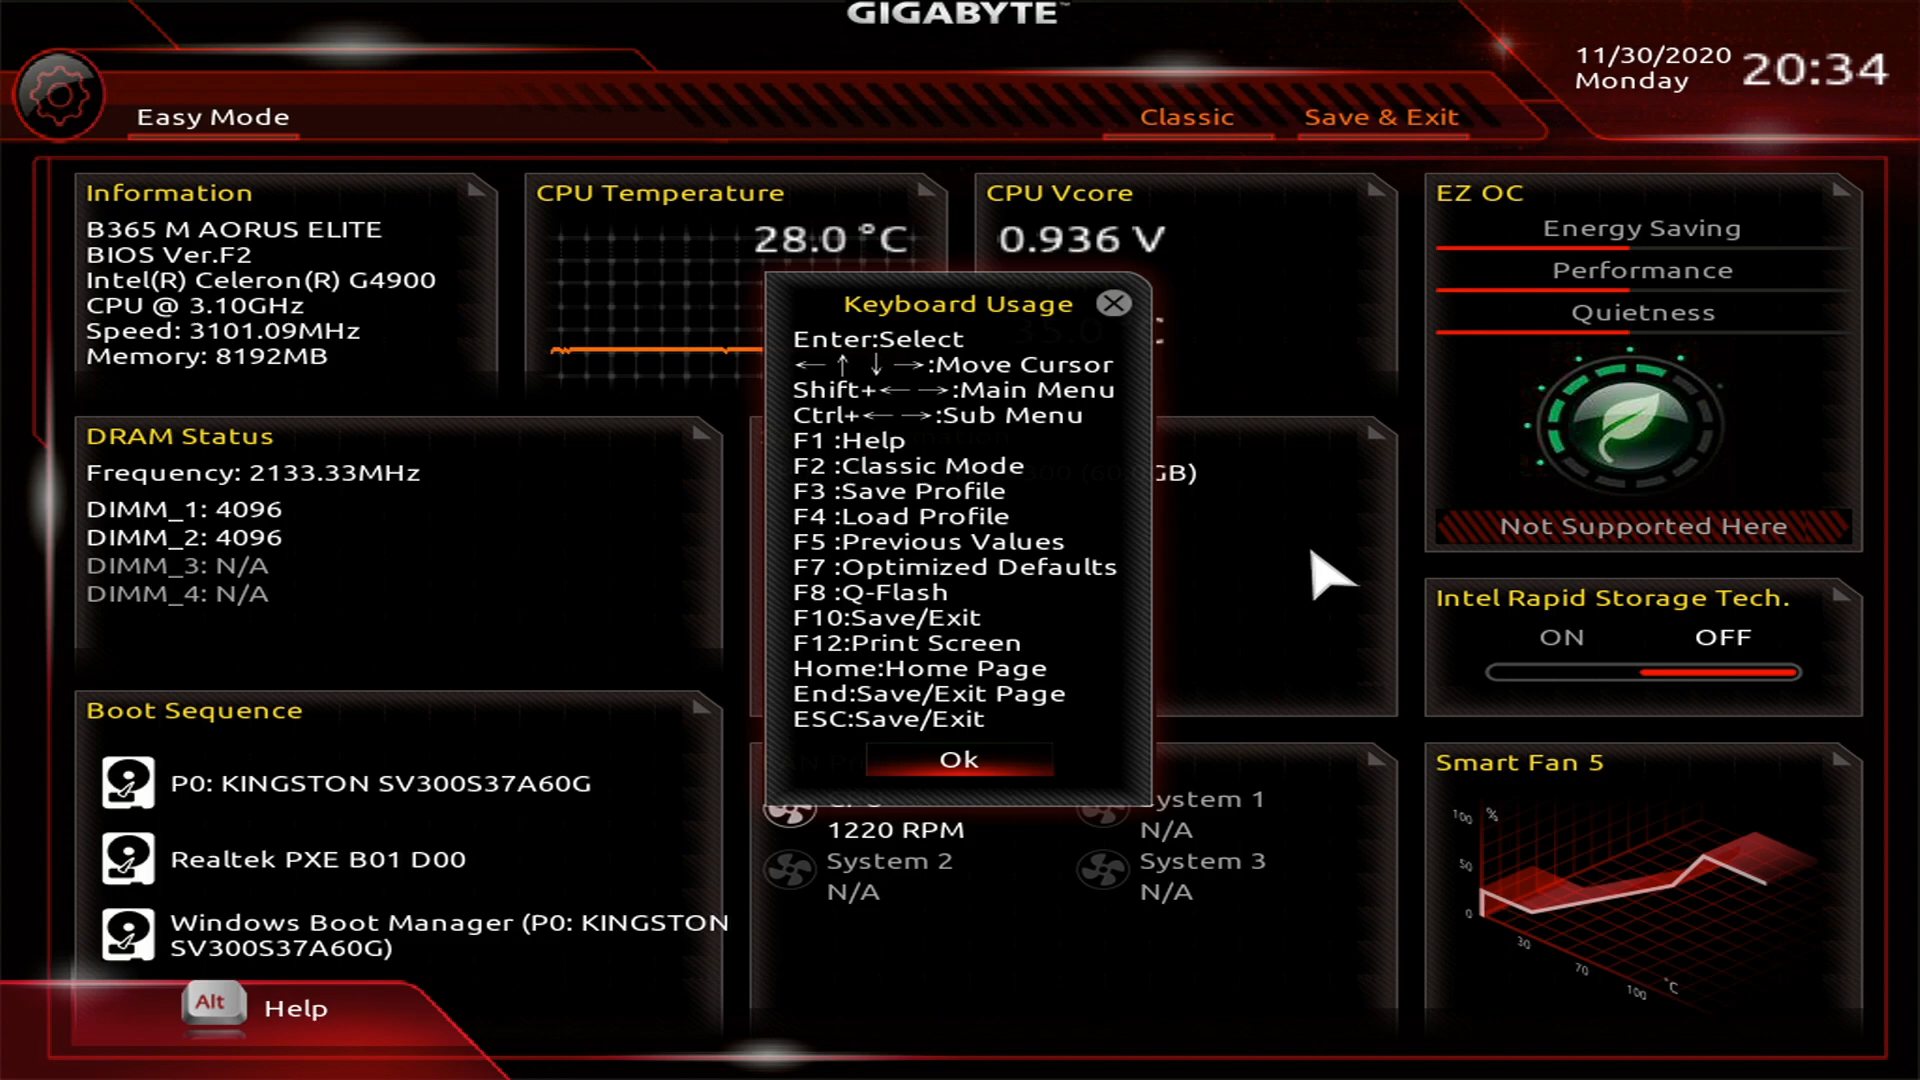 GIGABYTE
11/30/2020
Monday
20:34
Easy Mode
Classic
Save & Exit
Information
B365 M AORUS ELITE
BIOS Ver.F2
Intel(R) Celeron(R) G4900
CPU @ 3.10GHz
Speed: 3101.09MHz
Memory: 8192MB
CPU Temperature
28.0 °C
CPU Vcore
0.936 V
EZ OC
Energy Saving
Performance
Quietness
Not Supported Here
Keyboard Usage
Enter:Select
← ↑ ↓ →:Move Cursor
Shift+← →:Main Menu
Ctrl+← →:Sub Menu
F1 :Help
F2 :Classic Mode
F3 :Save Profile
F4 :Load Profile
F5 :Previous Values
F7 :Optimized Defaults
F8 :Q-Flash
F10:Save/Exit
F12:Print Screen
Home:Home Page
End:Save/Exit Page
ESC:Save/Exit
Ok
DRAM Status
Frequency: 2133.33MHz
DIMM_1: 4096
DIMM_2: 4096
DIMM_3: N/A
DIMM_4: N/A
GB)
Intel Rapid Storage Tech.
ON
OFF
Boot Sequence
P0: KINGSTON SV300S37A60G
Realtek PXE B01 D00
Windows Boot Manager (P0: KINGSTON
SV300S37A60G)
1220 RPM
System 1
N/A
System 2
N/A
System 3
N/A
Smart Fan 5
100
%
50
0
30
70
100
°C
Alt
Help